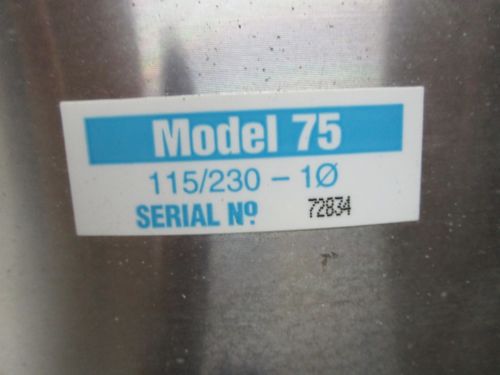 Model 75
115/230 – 1Ø
SERIAL Nº 72834